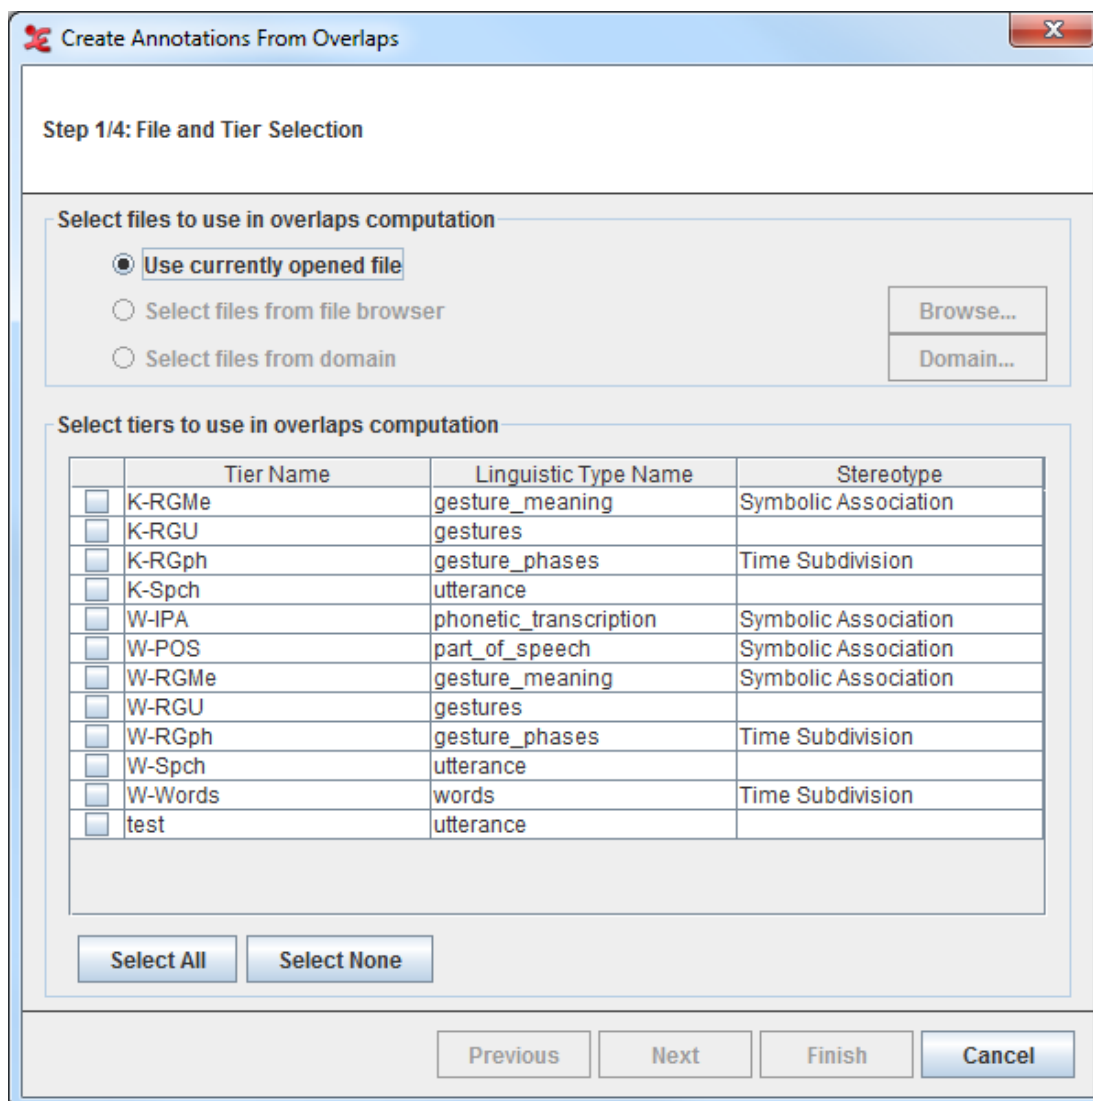 Create Annotations From Overlaps
Step 1/4: File and Tier Selection
Select files to use in overlaps computation
Use currently opened file
Select files from file browser Browse...
Select files from domain Domain...
Select tiers to use in overlaps computation
Tier Name Linguistic Type Name Stereotype
K-RGMe gesture_meaning Symbolic Association
K-RGU gestures
K-RGph gesture_phases Time Subdivision
K-Spch utterance
W-IPA phonetic_transcription Symbolic Association
W-POS part_of_speech Symbolic Association
W-RGMe gesture_meaning Symbolic Association
W-RGU gestures
W-RGph gesture_phases Time Subdivision
W-Spch utterance
W-Words words Time Subdivision
test utterance
Select All Select None
Previous Next Finish Cancel